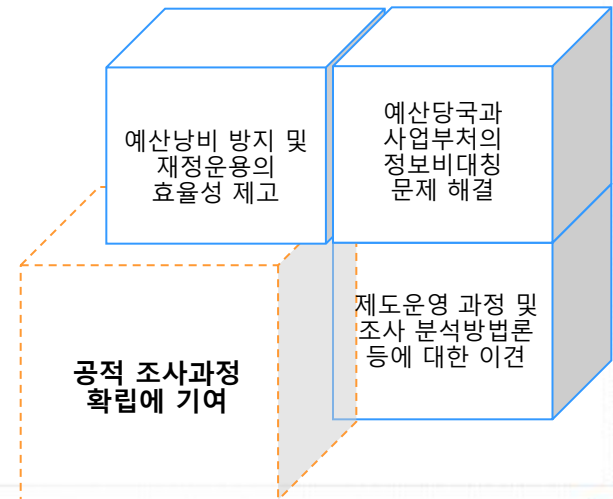 예산낭비 방지 및
재정운용의
효율성 제고
예산당국과
사업부처의
정보비대칭
문제 해결
제도운영 과정 및
조사 분석방법론
등에 대한 이견
공적 조사과정
확립에 기여